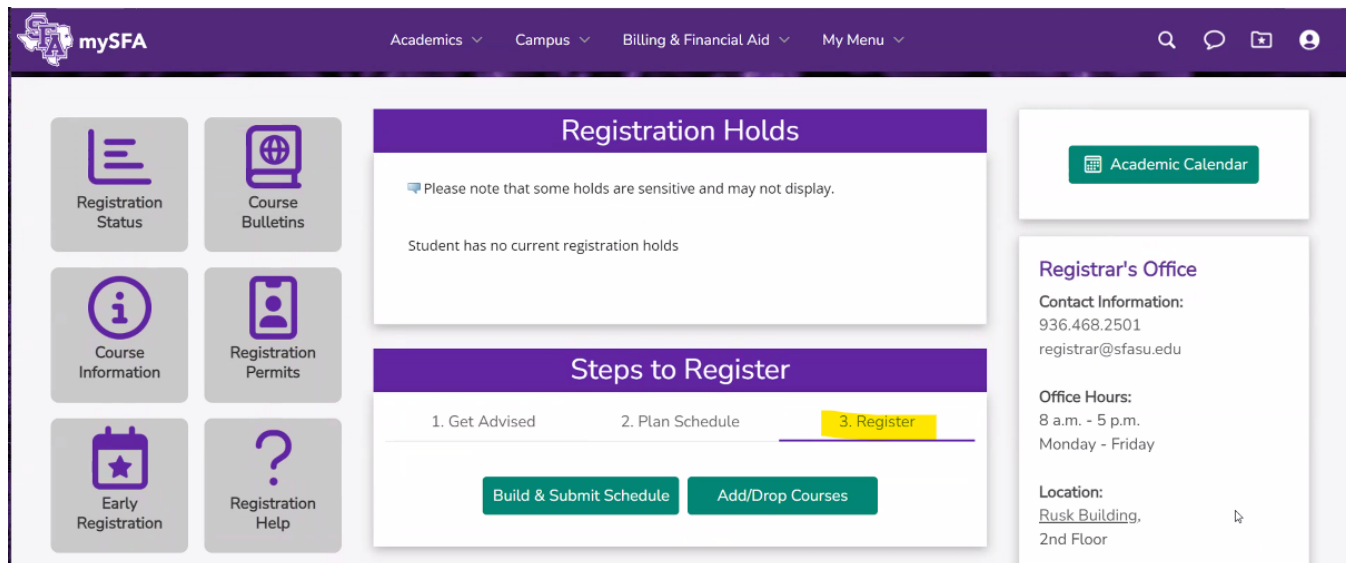 SFA
mySFA
Academics
Campus
Billing & Financial Aid
My Menu
Registration
Status
Course
Bulletins
Course
Information
Registration
Permits
Early
Registration
Registration
Help
Registration Holds
Please note that some holds are sensitive and may not display.
Student has no current registration holds
Steps to Register
1. Get Advised
2. Plan Schedule
3. Register
Build & Submit Schedule
Add/Drop Courses
Academic Calendar
Registrar's Office
Contact Information:
936.468.2501
registrar@sfasu.edu
Office Hours:
8 a.m. - 5 p.m.
Monday - Friday
Location:
Rusk Building,
2nd Floor